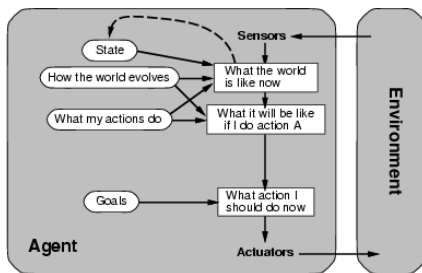 Sensors
State
What the world
is like now
How the world evolves
What it will be like
if I do action A
What my actions do
Environment
What action I
should do now
Goals
Agent
Actuators